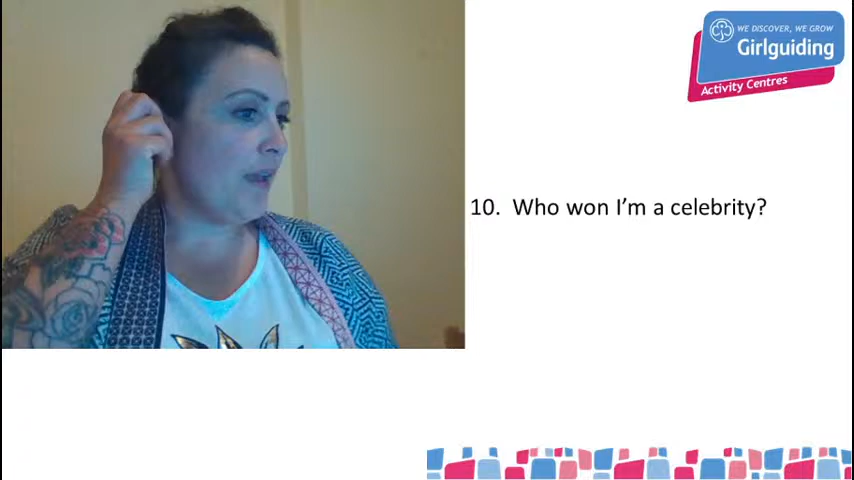 WE DISCOVER, WE GROW
Girlguiding
Activity Centres
10. Who won I'm a celebrity?